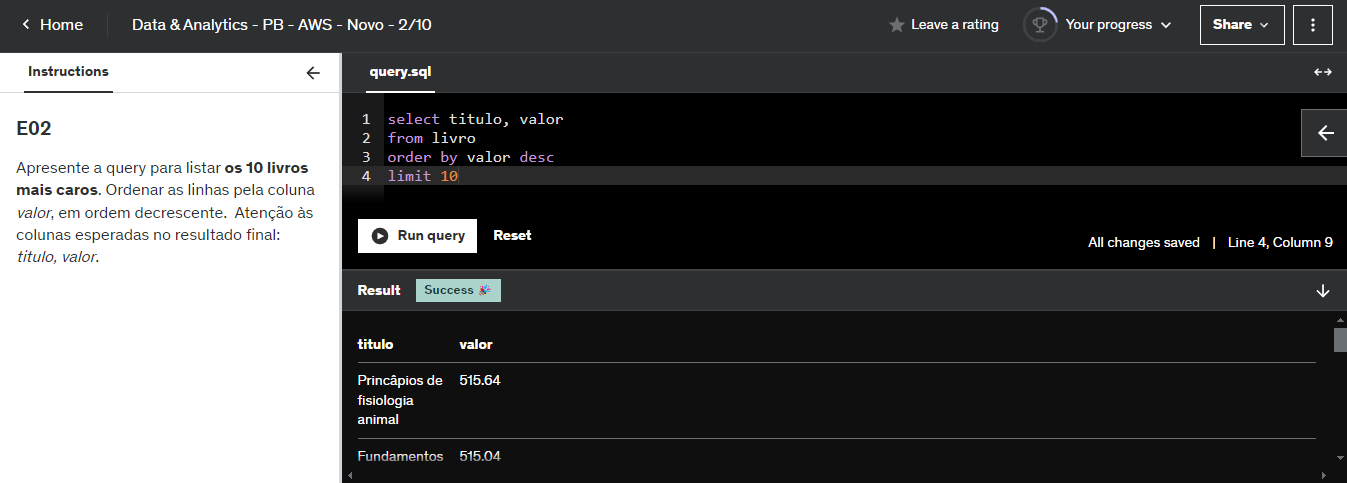 Home
Data & Analytics - PB - AWS - Novo - 2/10
Leave a rating
Your progress
Share
Instructions
query.sql
E02
Apresente a query para listar os 10 livros
mais caros. Ordenar as linhas pela coluna
valor, em ordem decrescente. Atenção às
colunas esperadas no resultado final:
titulo, valor.
1 select titulo, valor
2 from livro
3 order by valor desc
4 limit 10
Run query
Reset
All changes saved | Line 4, Column 9
Result
Success 🎉
titulo valor
Princâpios de 515.64
fisiologia
animal
Fundamentos 515.04